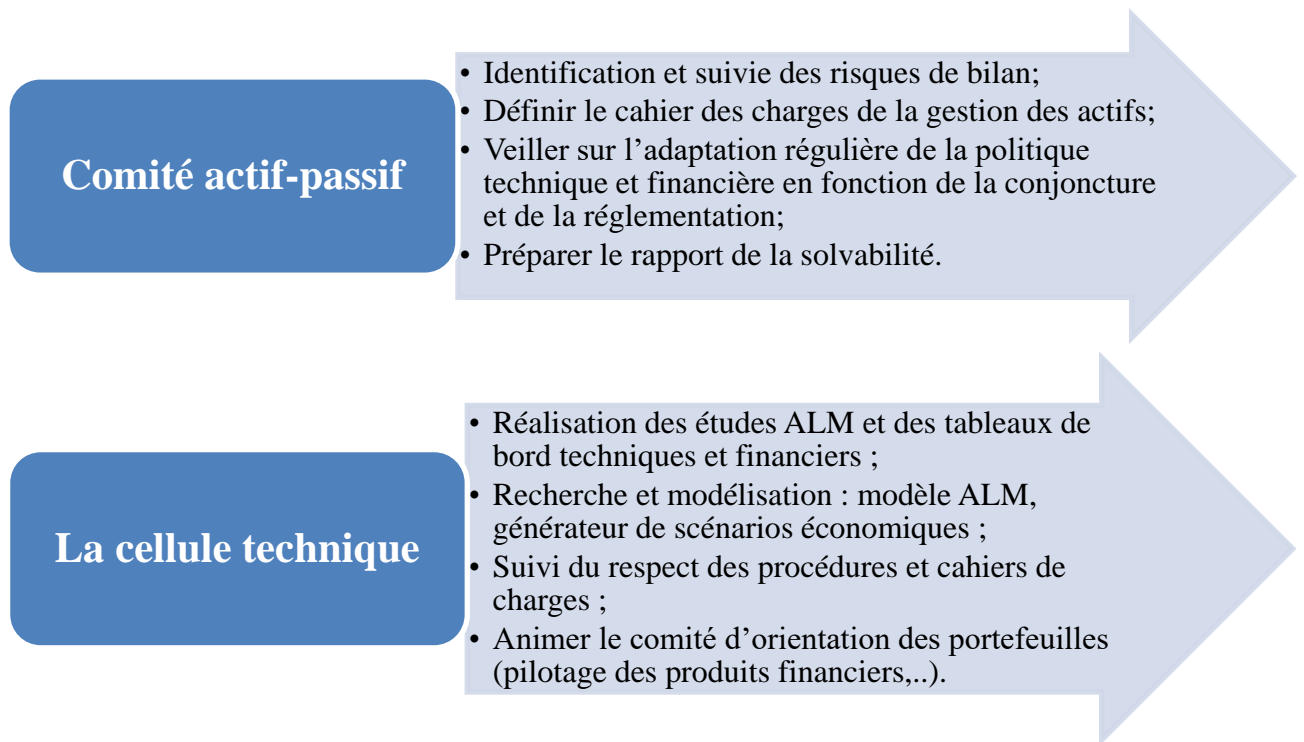 Comité actif-passif
• Identification et suivie des risques de bilan;
• Définir le cahier des charges de la gestion des actifs;
• Veiller sur l’adaptation régulière de la politique
technique et financière en fonction de la conjoncture
et de la réglementation;
• Préparer le rapport de la solvabilité.
La cellule technique
• Réalisation des études ALM et des tableaux de
bord techniques et financiers ;
• Recherche et modélisation : modèle ALM,
générateur de scénarios économiques ;
• Suivi du respect des procédures et cahiers de
charges ;
• Animer le comité d’orientation des portefeuilles
(pilotage des produits financiers,..).